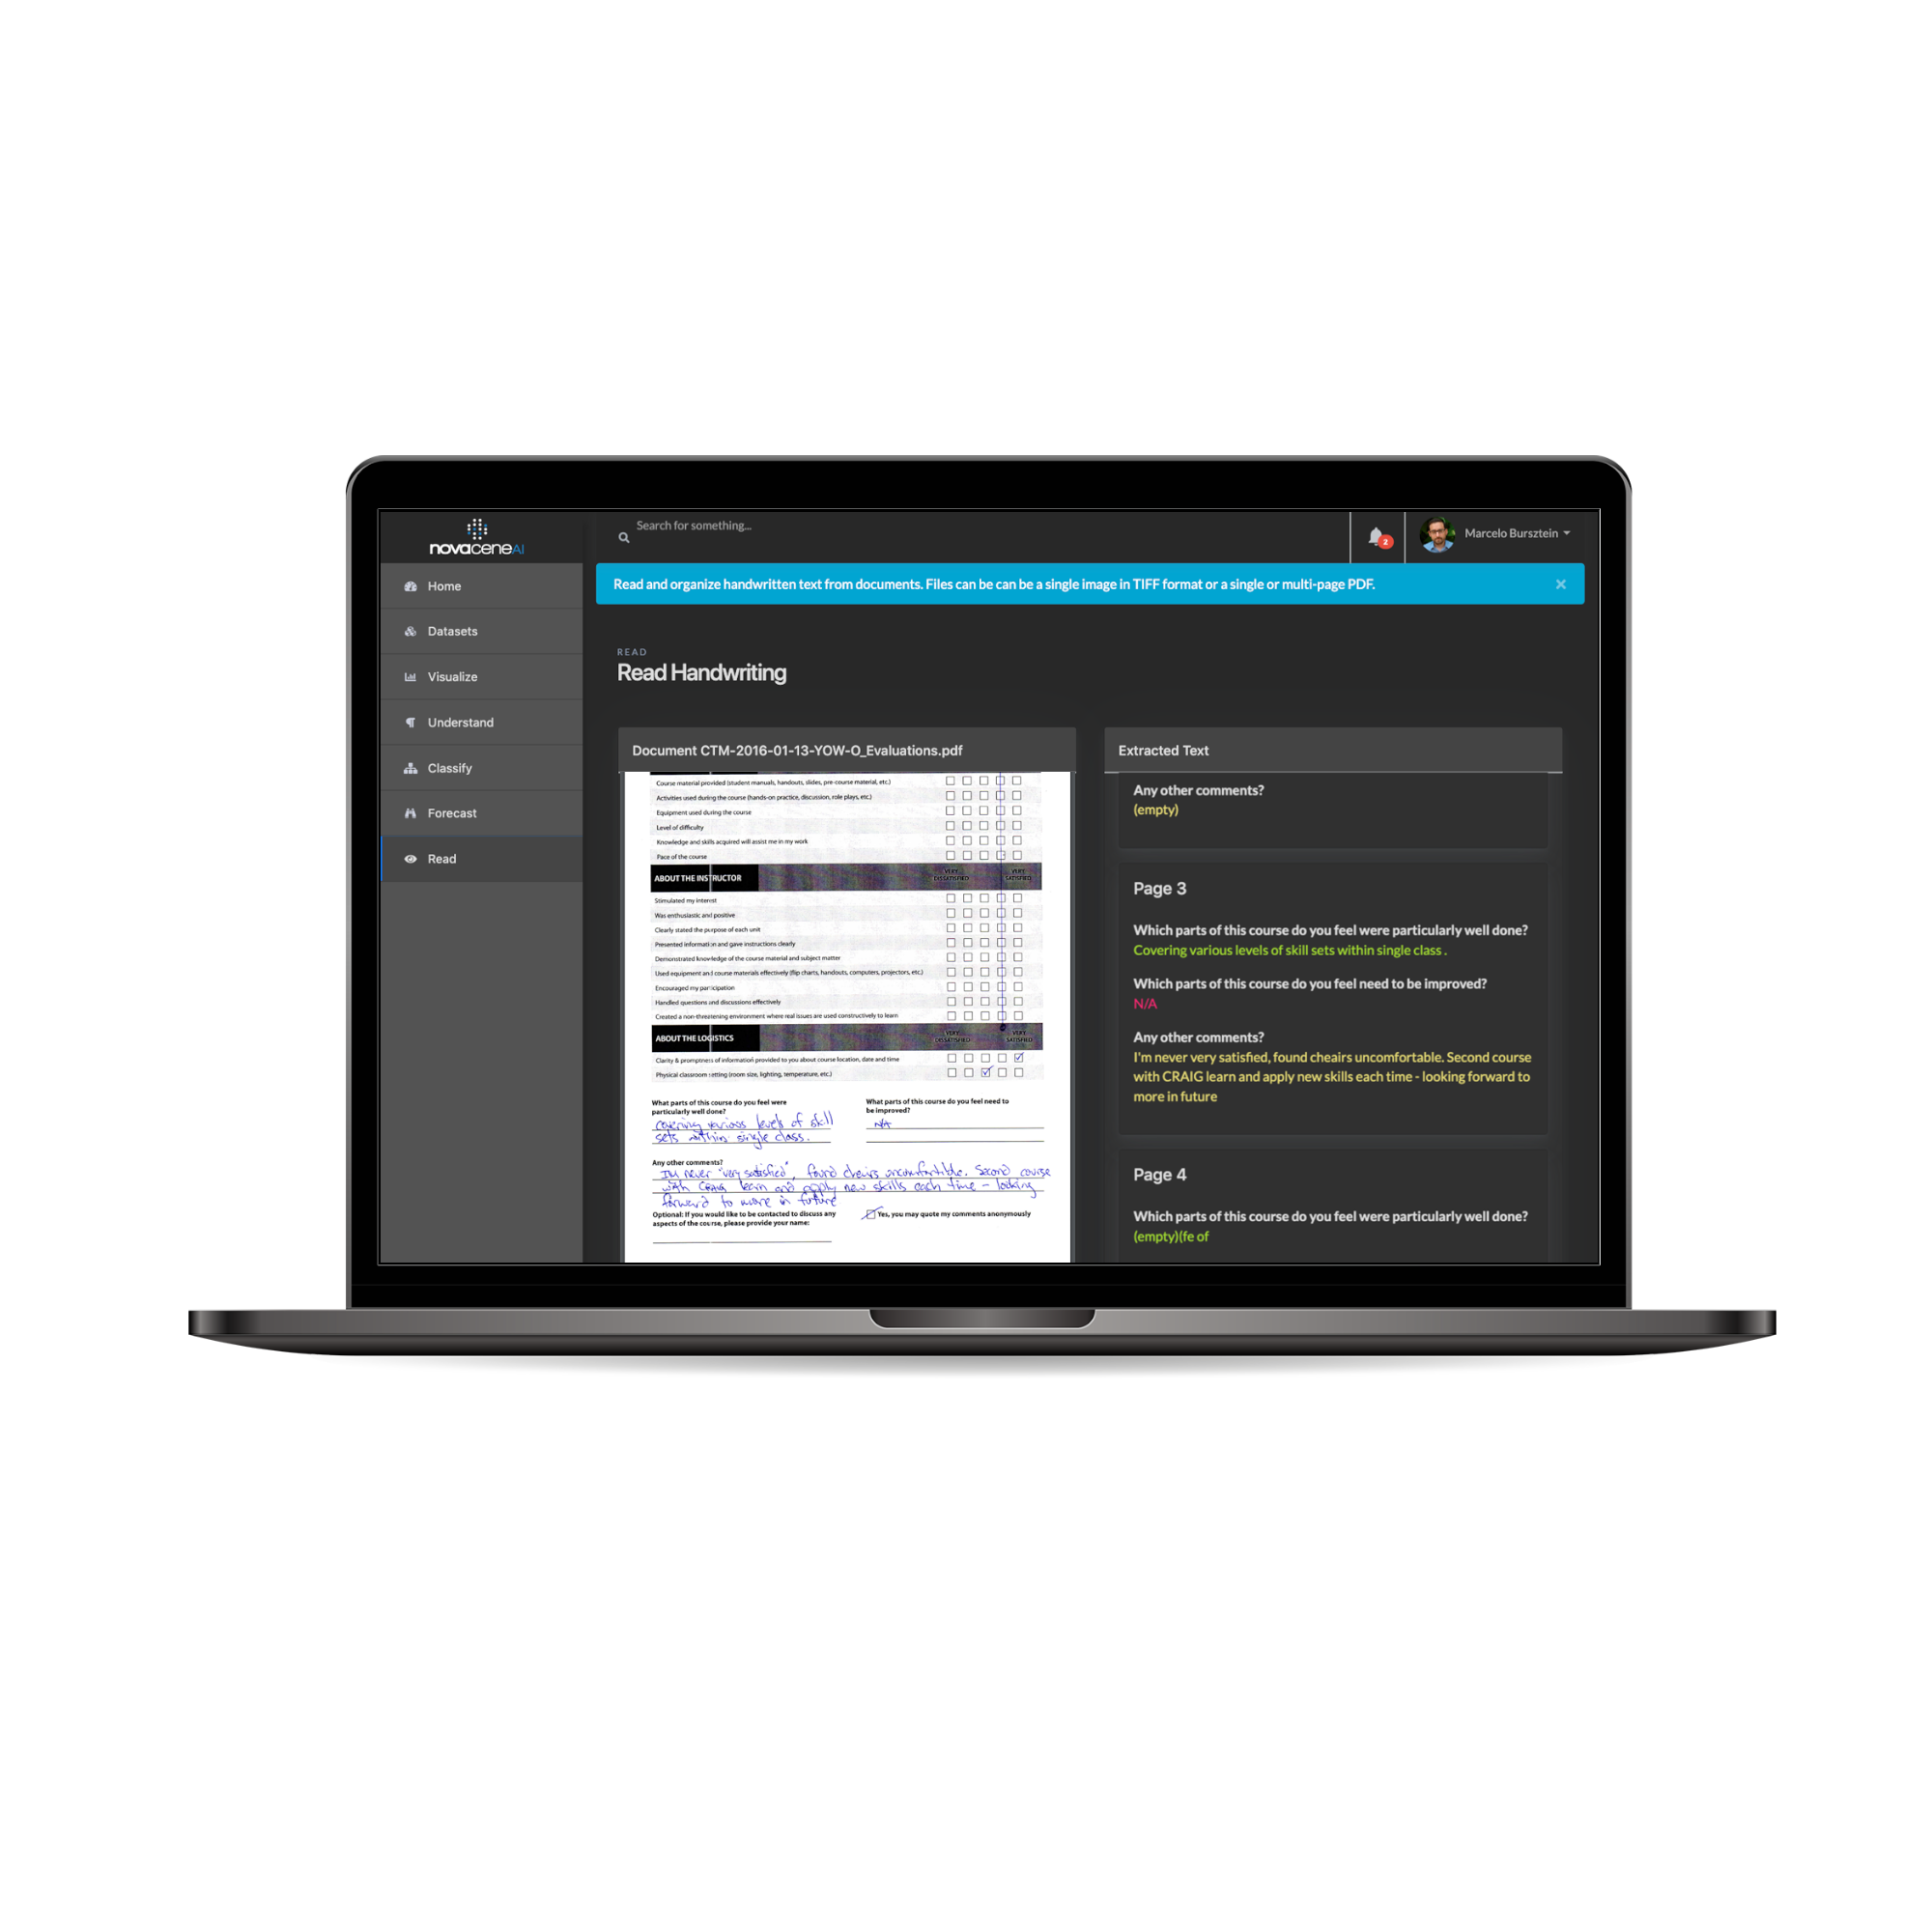 novaceneAI
Search for something...
2
Marcelo Bursztein
Home
Datasets
Visualize
Understand
Classify
Forecast
Read
Read and organize handwritten text from documents. Files can be can be a single image in TIFF format or a single or multi-page PDF.
READ
Read Handwriting
Document CTM-2016-01-13-YOW-O_Evaluations.pdf
Course material provided (student manuals, handouts, slides, pre-course material, etc.)
Activities used during the course (hands-on practice, discussion, role plays, etc.)
Equipment used during the course
Level of difficulty
Knowledge and skills acquired will assist me in my work
Pace of the course
ABOUT THE INSTRUCTOR
VERY DISSATISFIED
VERY SATISFIED
Stimulated my interest
Was enthusiastic and positive
Clearly stated the purpose of each unit
Presented information and gave instructions clearly
Demonstrated knowledge of the course material and subject matter
Used equipment and course materials effectively (flip charts, handouts, computers, projectors, etc.)
Encouraged my participation
Handled questions and discussions effectively
Created a non-threatening environment where real issues are used constructively to learn
ABOUT THE LOGISTICS
VERY DISSATISFIED
VERY SATISFIED
Clarity & promptness of information provided to you about course location, date and time
Physical classroom setting (room size, lighting, temperature, etc.)
What parts of this course do you feel were
particularly well done?
covering various levels of skill
sets within single class.
What parts of this course do you feel need to
be improved?
N/A
Any other comments?
I'm never "very satisfied", found chairs uncomfortable. Second course
with CRAIG learn and apply new skills each time - looking
forward to more in future
Optional: If you would like to be contacted to discuss any
aspects of the course, please provide your name:
Yes, you may quote my comments anonymously
Extracted Text
Any other comments?
(empty)
Page 3
Which parts of this course do you feel were particularly well done?
Covering various levels of skill sets within single class .
Which parts of this course do you feel need to be improved?
N/A
Any other comments?
I'm never very satisfied, found cheairs uncomfortable. Second course
with CRAIG learn and apply new skills each time - looking forward to
more in future
Page 4
Which parts of this course do you feel were particularly well done?
(empty)(fe of